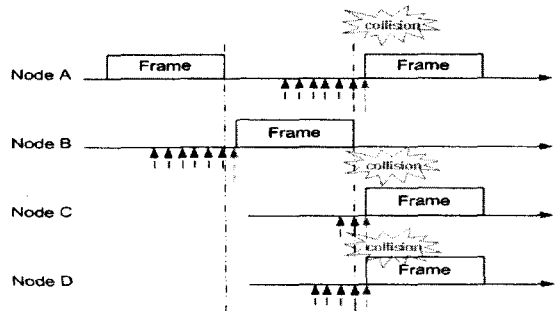 collision
Node A
Frame
Frame
Node B
Frame
collision
Node C
Frame
collision
Node D
Frame